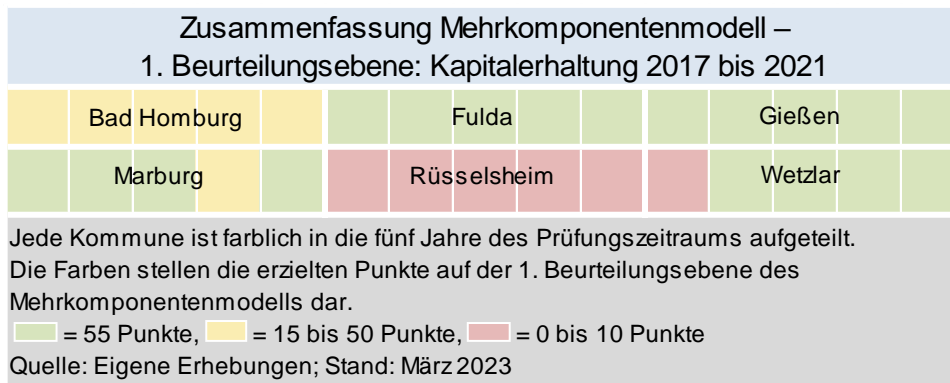 Zusammenfassung Mehrkomponentenmodell –
1. Beurteilungsebene: Kapitalerhaltung 2017 bis 2021
Bad Homburg Fulda Gießen
Marburg Rüsselsheim Wetzlar
Jede Kommune ist farblich in die fünf Jahre des Prüfungszeitraums aufgeteilt.
Die Farben stellen die erzielten Punkte auf der 1. Beurteilungsebene des
Mehrkomponentenmodells dar.
= 55 Punkte, = 15 bis 50 Punkte, = 0 bis 10 Punkte
Quelle: Eigene Erhebungen; Stand: März 2023